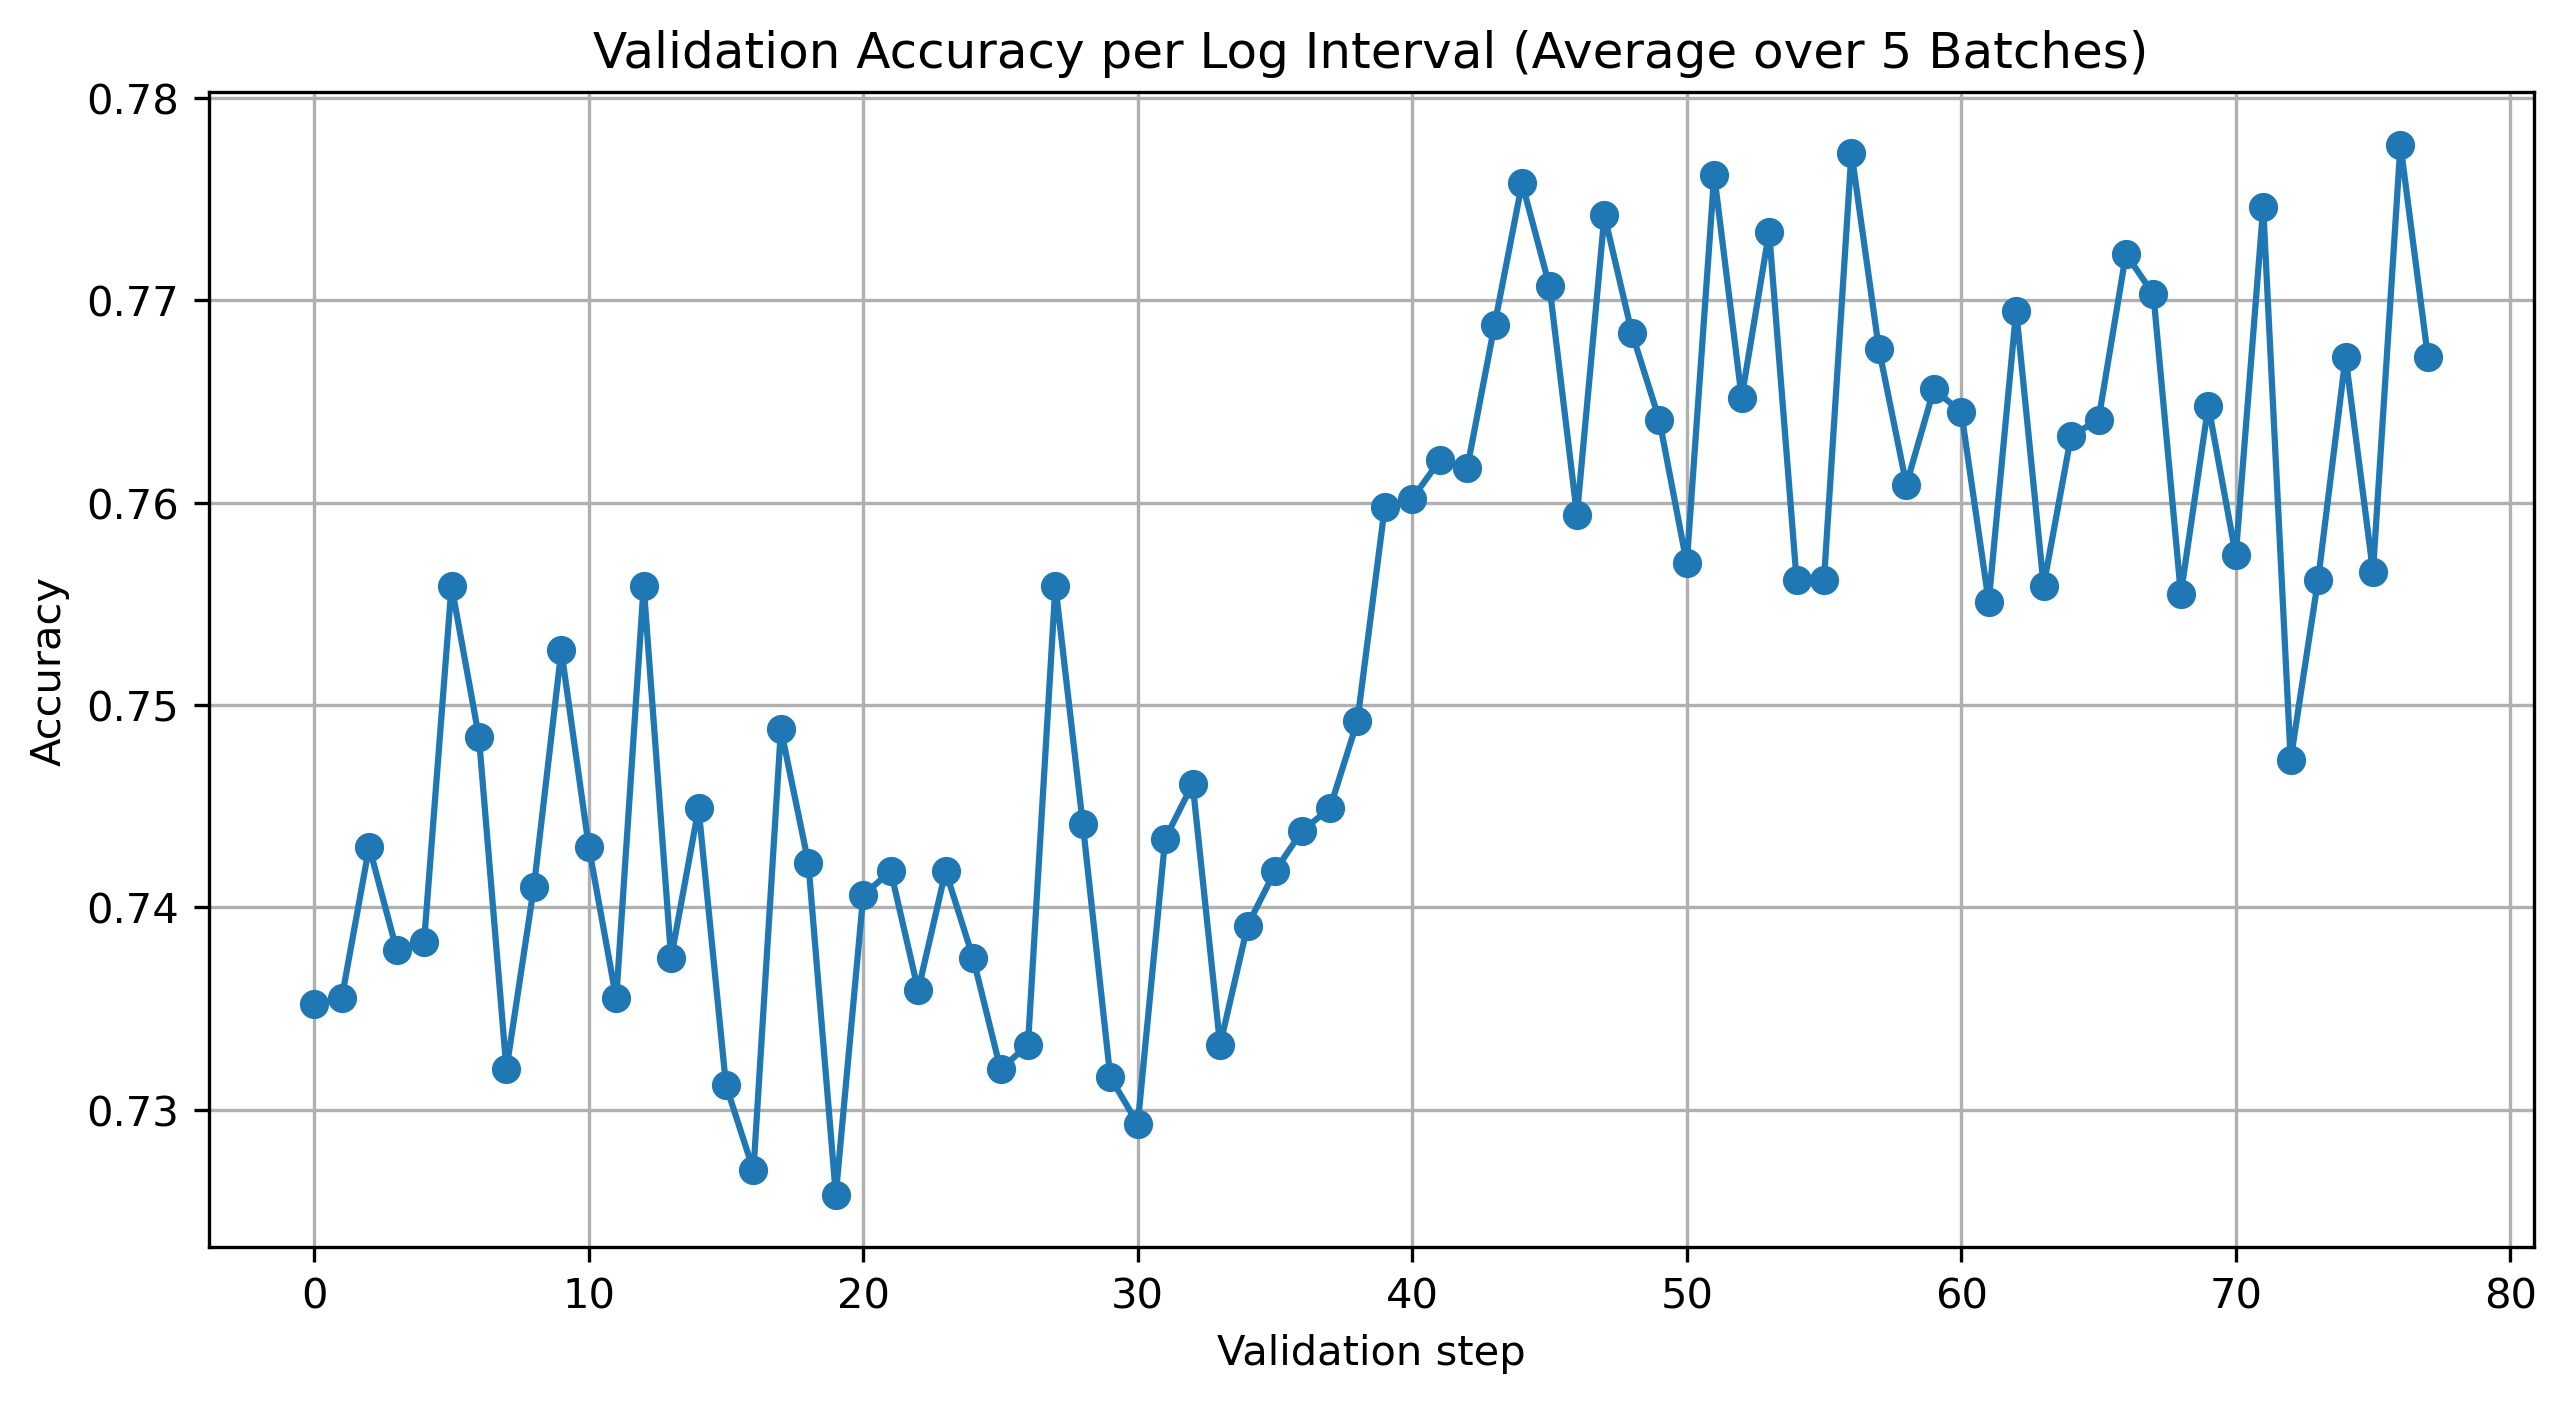 Validation Accuracy per Log Interval (Average over 5 Batches)
0.78
0.77
0.76
0.75
0.74
0.73
Accuracy
0 10 20 30 40 50 60 70 80
Validation step